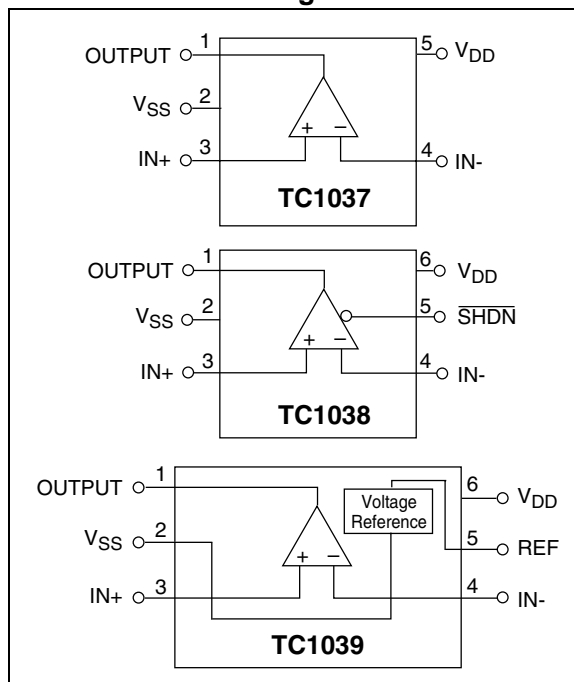 1
OUTPUT
5
VDD
2
VSS
+ −
3
IN+
4
IN-
TC1037
1
OUTPUT
6
VDD
2
VSS
5
SHDN
+ −
3
IN+
4
IN-
TC1038
1
OUTPUT
6
VDD
Voltage
Reference
2
VSS
5
REF
+ −
3
IN+
4
IN-
TC1039